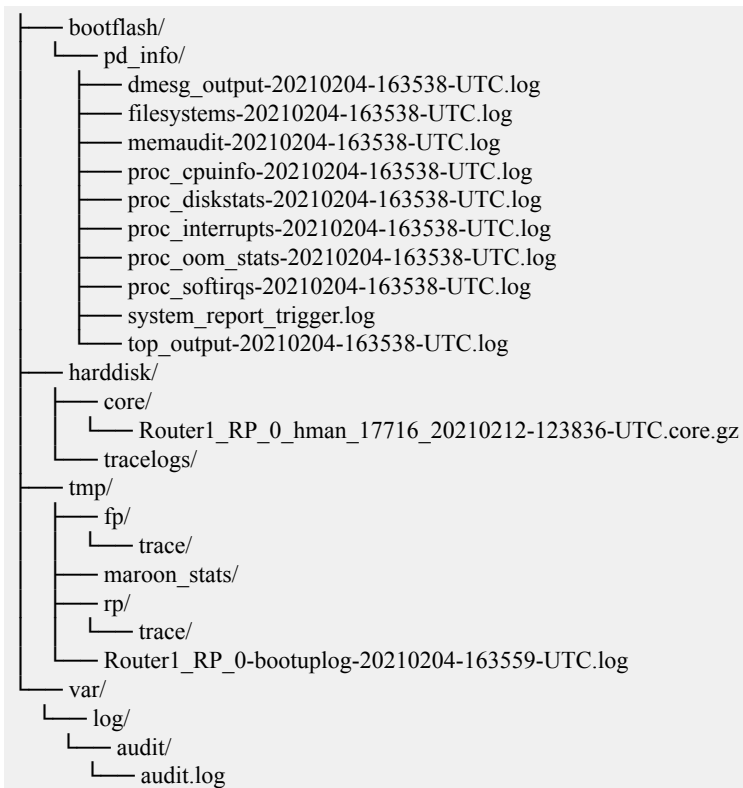 ├── bootflash/
│   └── pd_info/
│       ├── dmesg_output-20210204-163538-UTC.log
│       ├── filesystems-20210204-163538-UTC.log
│       ├── memaudit-20210204-163538-UTC.log
│       ├── proc_cpuinfo-20210204-163538-UTC.log
│       ├── proc_diskstats-20210204-163538-UTC.log
│       ├── proc_interrupts-20210204-163538-UTC.log
│       ├── proc_oom_stats-20210204-163538-UTC.log
│       ├── proc_softirqs-20210204-163538-UTC.log
│       ├── system_report_trigger.log
│       └── top_output-20210204-163538-UTC.log
├── harddisk/
│   ├── core/
│   │   └── Router1_RP_0_hman_17716_20210212-123836-UTC.core.gz
│   └── tracelogs/
├── tmp/
│   ├── fp/
│   │   └── trace/
│   ├── maroon_stats/
│   ├── rp/
│   │   └── trace/
│   └── Router1_RP_0-bootuplog-20210204-163559-UTC.log
└── var/
    └── log/
        └── audit/
            └── audit.log